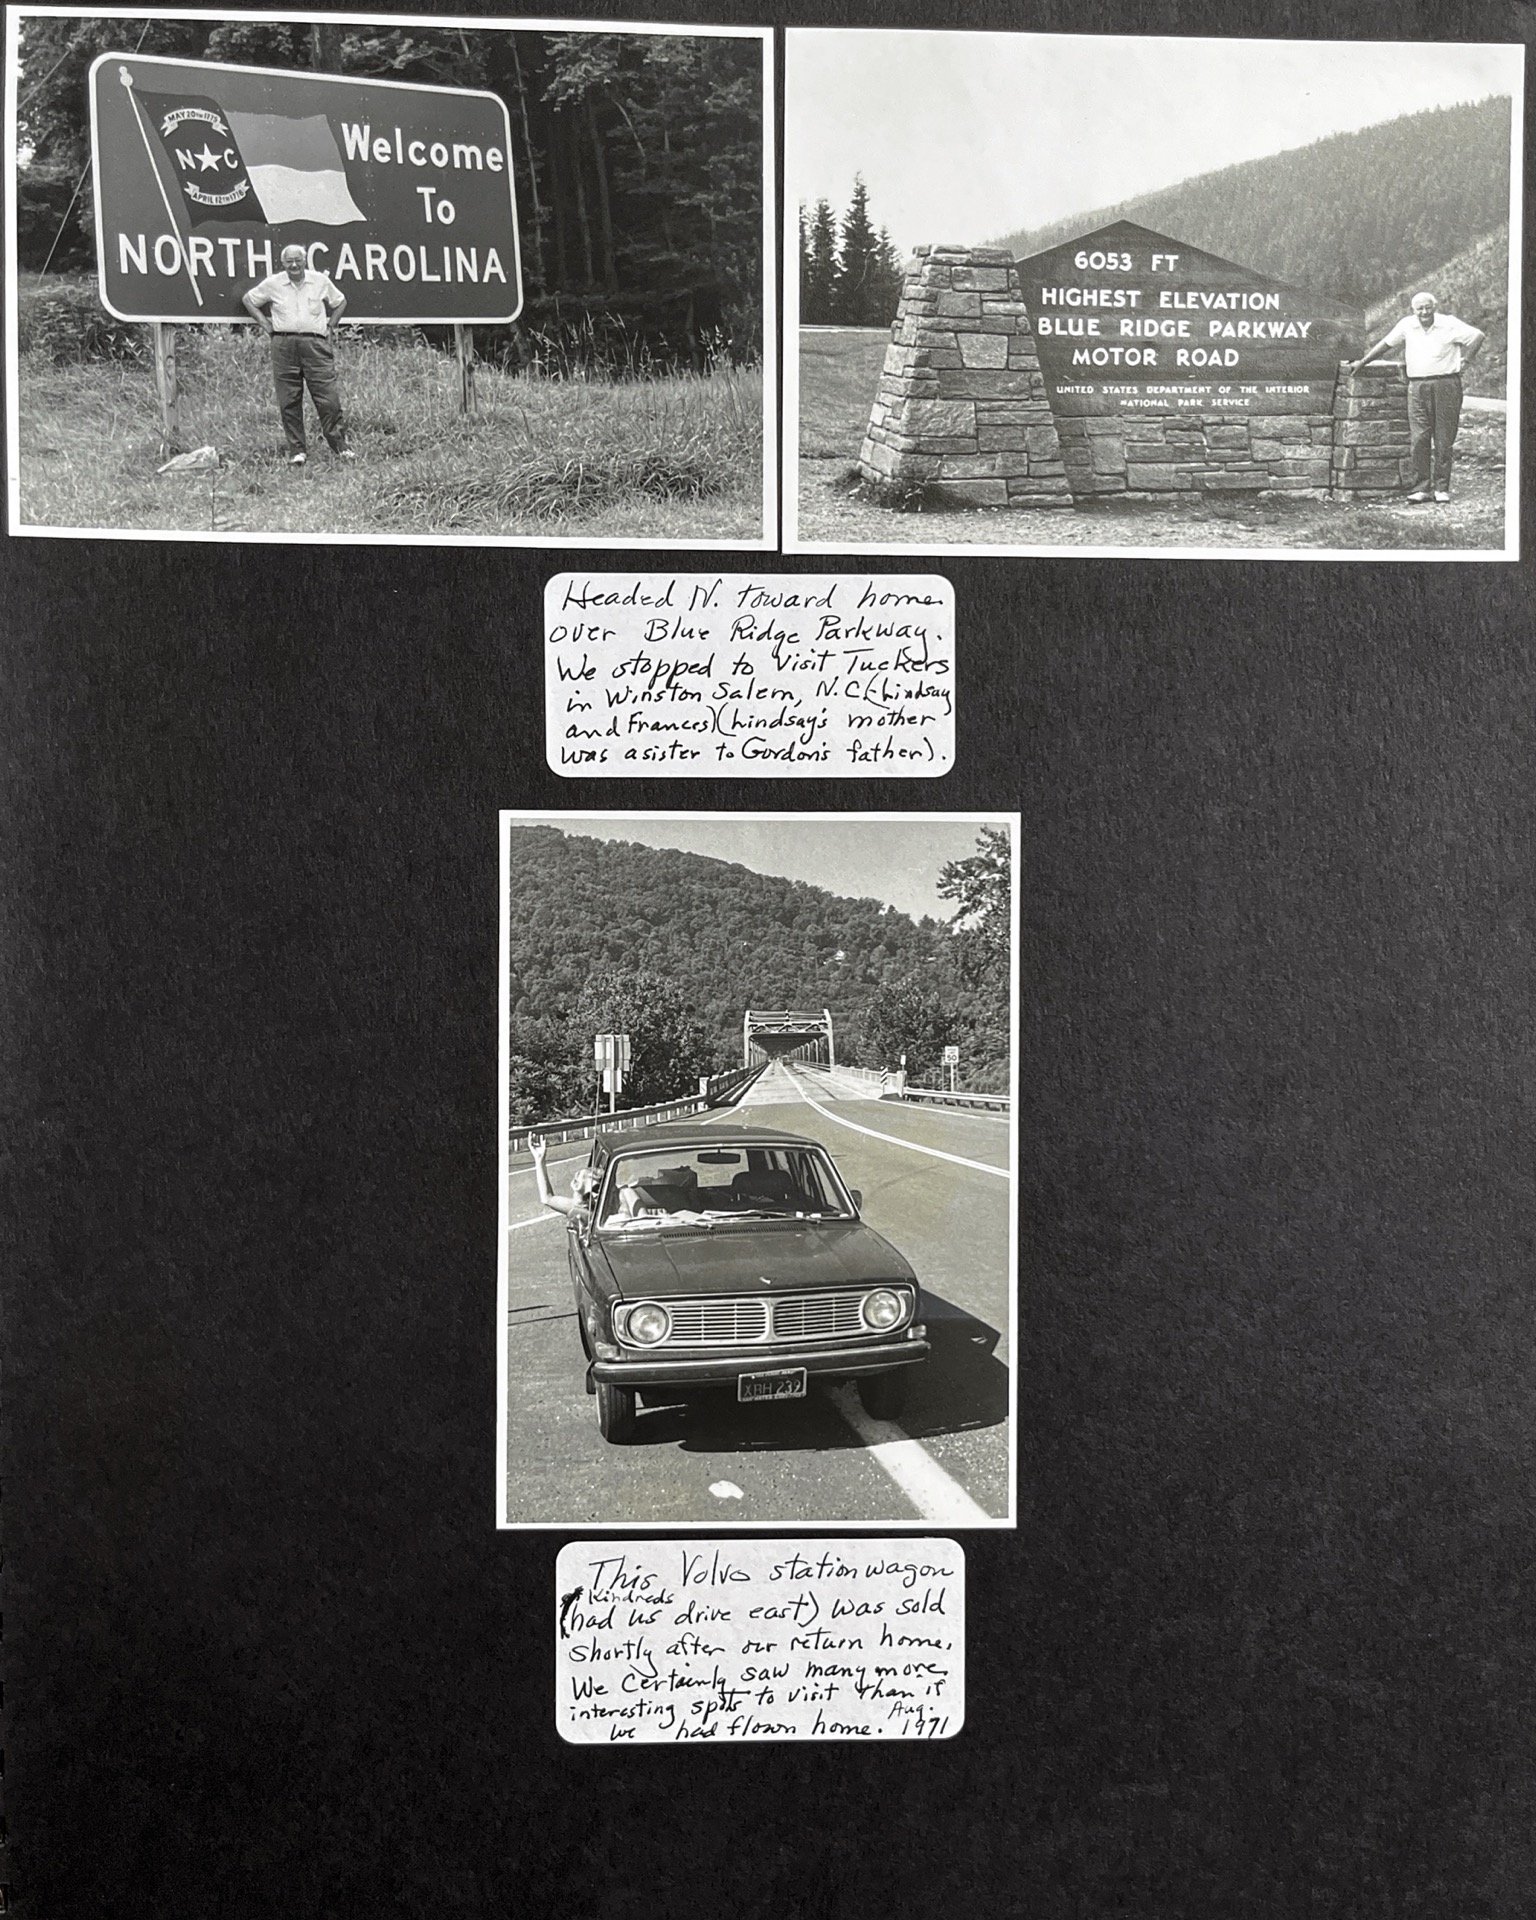 MAY 20TH 1775
N C
APRIL 12TH 1776
Welcome
To
NORTH CAROLINA
6053 FT
HIGHEST ELEVATION
BLUE RIDGE PARKWAY
MOTOR ROAD
UNITED STATES DEPARTMENT OF THE INTERIOR
NATIONAL PARK SERVICE
Headed N. toward home
over Blue Ridge Parkway.
We stopped to visit Tuckers
in Winston Salem, N.C. (Lindsay
and Frances) (Lindsay's mother
was a sister to Gordon's father).
50
XBH 239
This Volvo station wagon
Kindreds
(had us drive east) was sold
shortly after our return home.
We certainly saw many more
interesting spots to visit than if
we had flown home. Aug.
1971